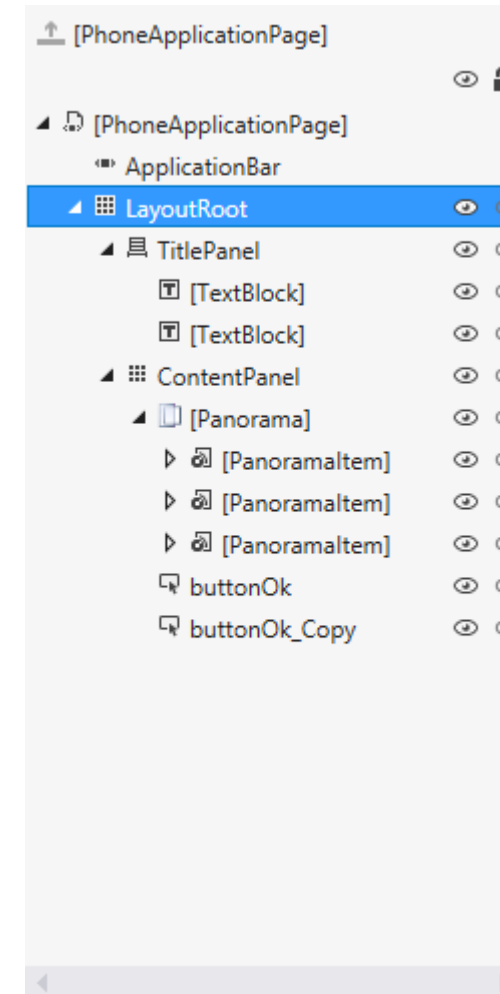 [PhoneApplicationPage]
[PhoneApplicationPage]
ApplicationBar
LayoutRoot
TitlePanel
[TextBlock]
[TextBlock]
ContentPanel
[Panorama]
[PanoramaItem]
[PanoramaItem]
[PanoramaItem]
buttonOk
buttonOk_Copy